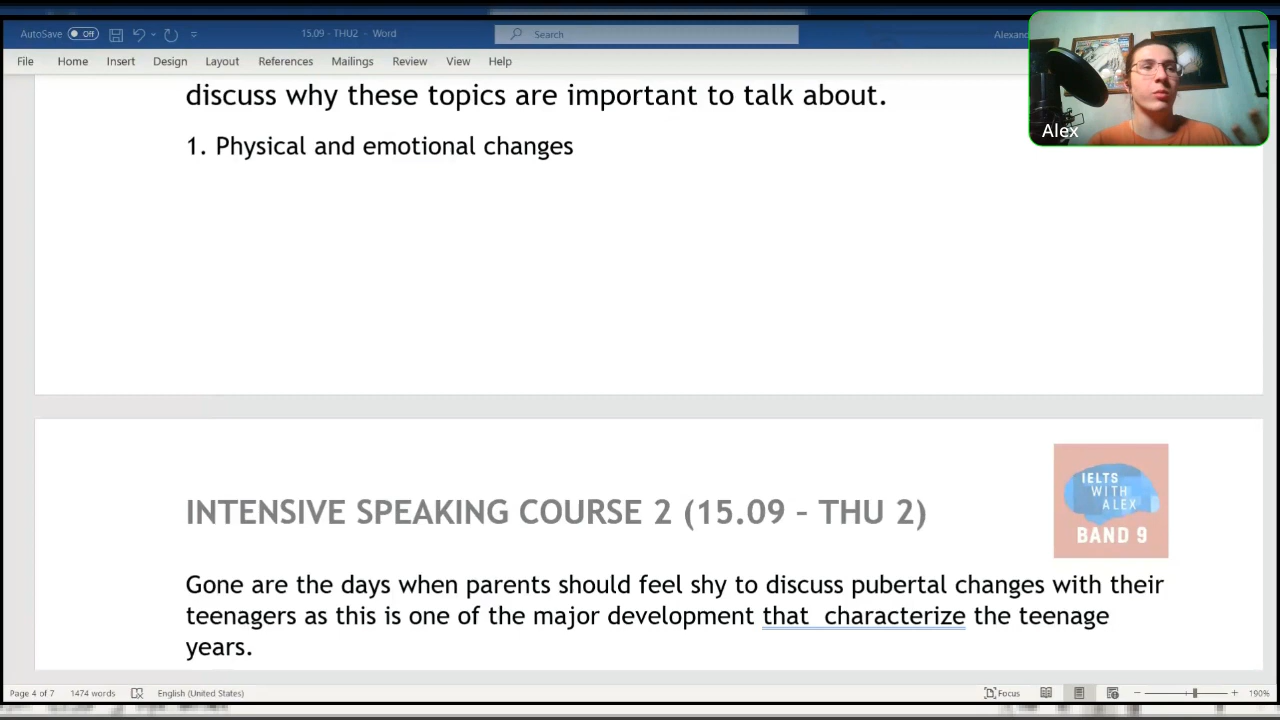 AutoSave Off 15.09 - THU2 - Word Search
File Home Insert Design Layout References Mailings Review View Help
Alex
discuss why these topics are important to talk about.
1. Physical and emotional changes
INTENSIVE SPEAKING COURSE 2 (15.09 – THU 2)
IELTS
WITH
ALEX
BAND 9
Gone are the days when parents should feel shy to discuss pubertal changes with their
teenagers as this is one of the major development that characterize the teenage
years.
Page 4 of 7 1474 words English (United States) Focus 190%